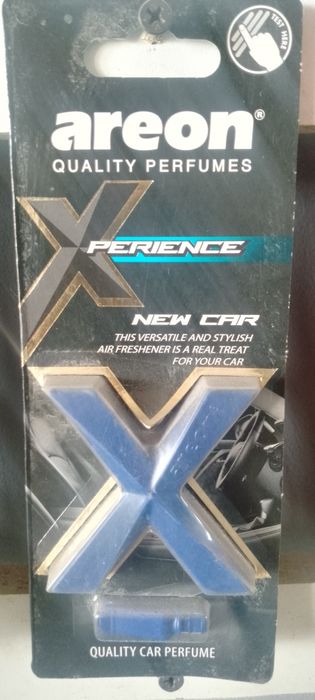 TEST HERE
areon®
QUALITY PERFUMES
XPERIENCE
NEW CAR
THIS VERSATILE AND STYLISH
AIR FRESHENER IS A REAL TREAT
FOR YOUR CAR
QUALITY CAR PERFUME